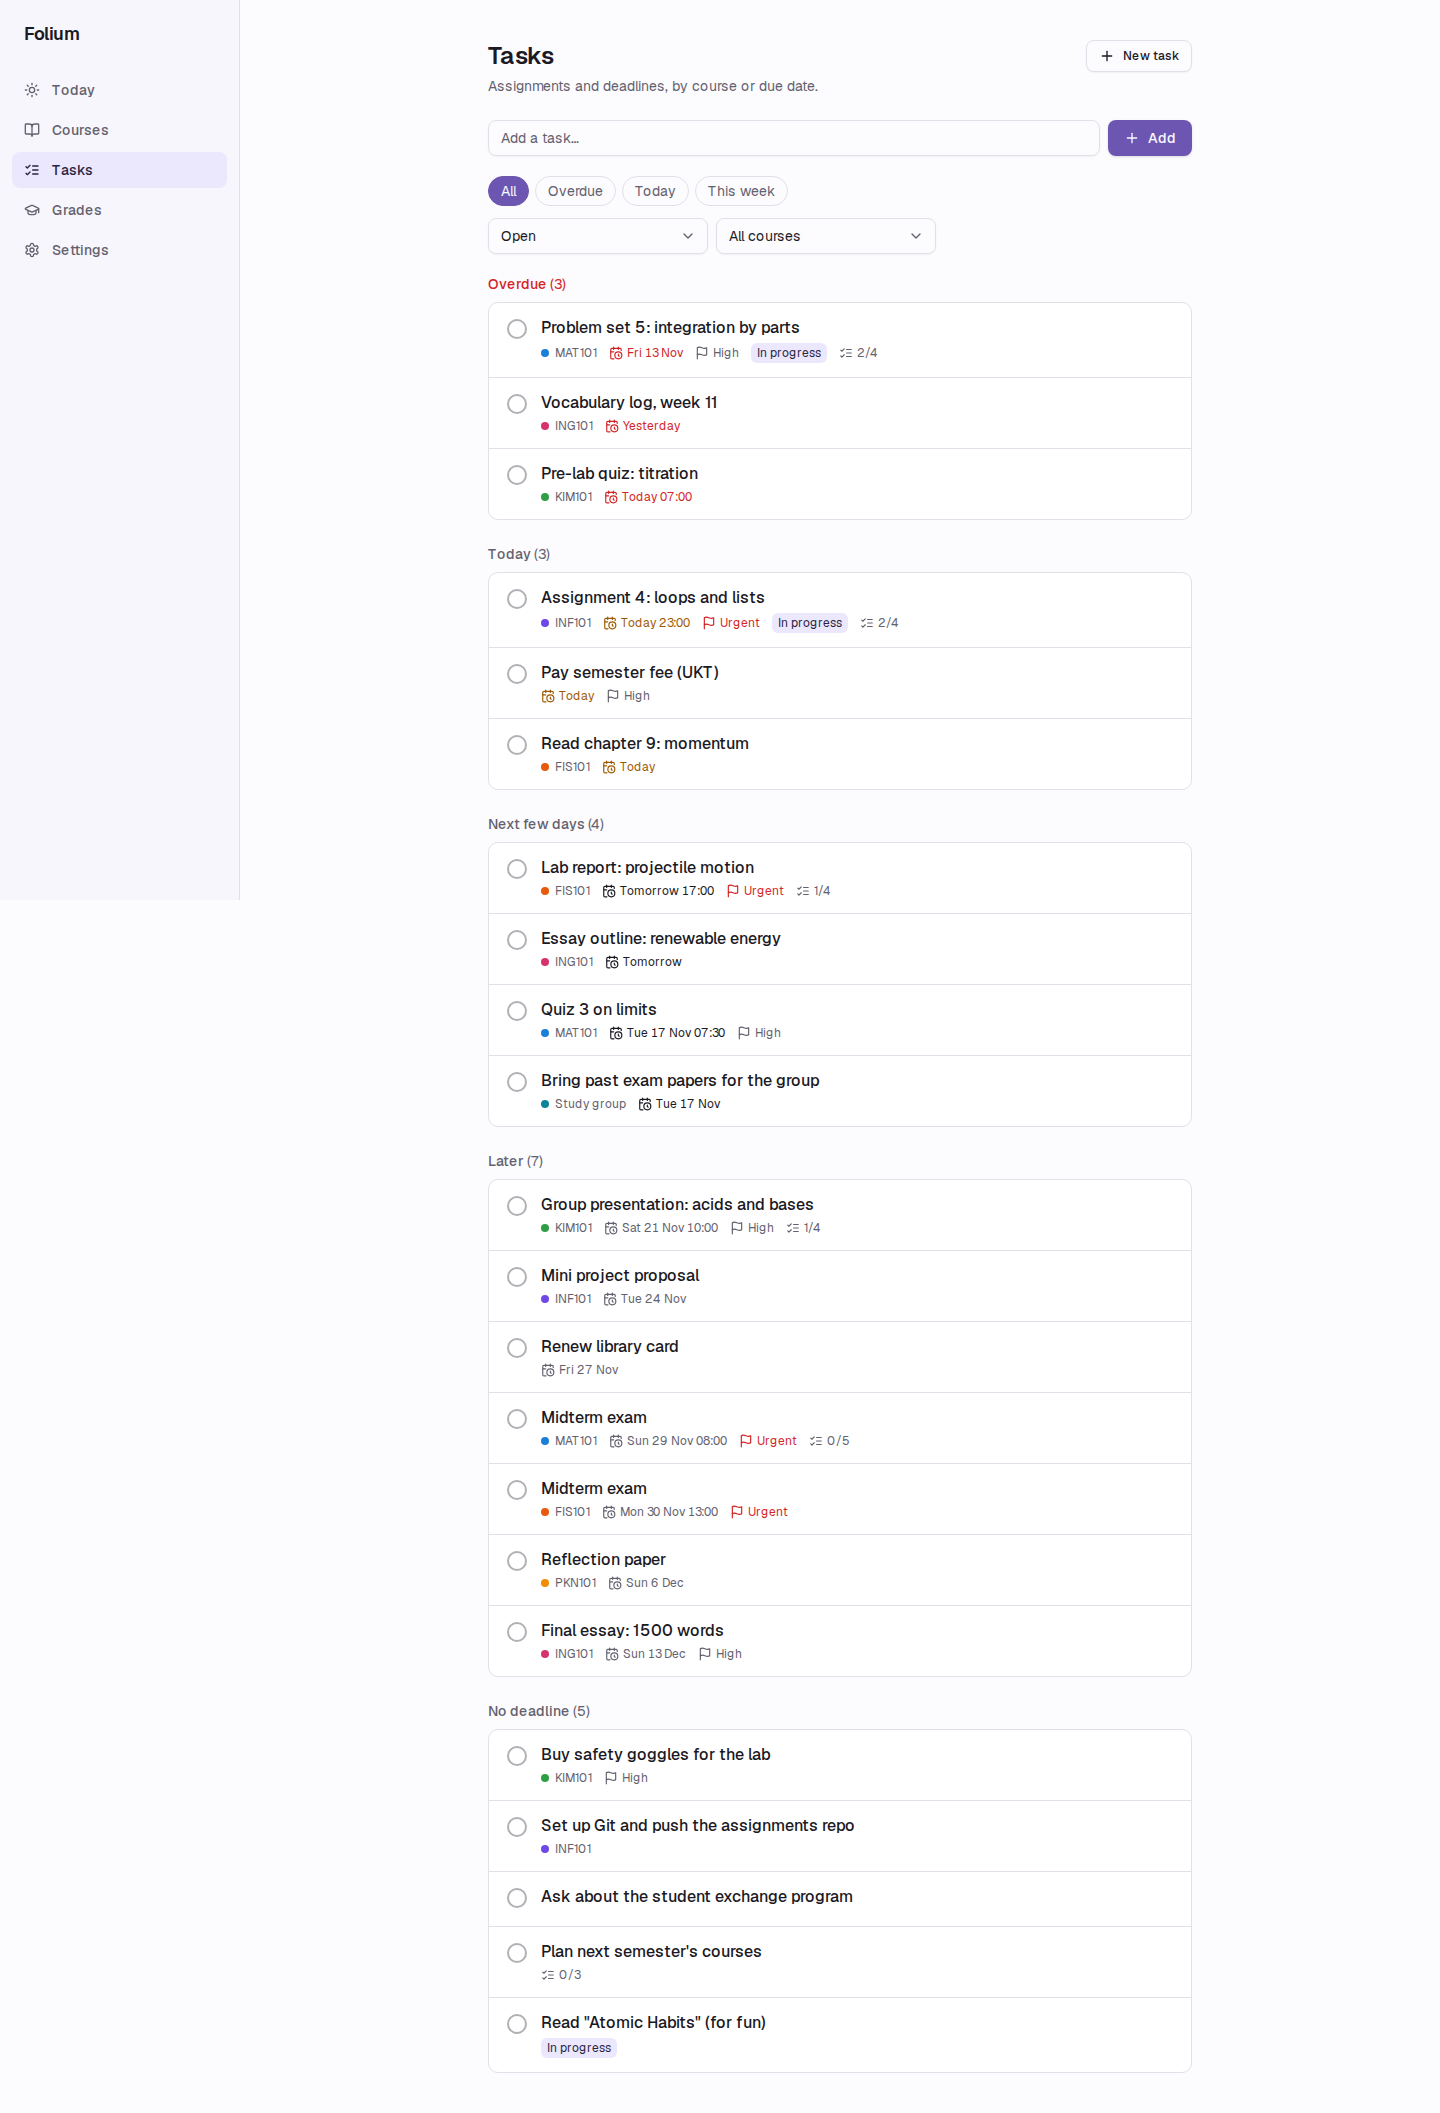 Folium
Today
Courses
Tasks
Grades
Settings
Tasks
New task
Assignments and deadlines, by course or due date.
Add a task…
Add
All Overdue Today This week
Open All courses
Overdue (3)
Problem set 5: integration by parts
MAT101 Fri 13 Nov High In progress 2/4
Vocabulary log, week 11
ING101 Yesterday
Pre-lab quiz: titration
KIM101 Today 07:00
Today (3)
Assignment 4: loops and lists
INF101 Today 23:00 Urgent In progress 2/4
Pay semester fee (UKT)
Today High
Read chapter 9: momentum
FIS101 Today
Next few days (4)
Lab report: projectile motion
FIS101 Tomorrow 17:00 Urgent 1/4
Essay outline: renewable energy
ING101 Tomorrow
Quiz 3 on limits
MAT101 Tue 17 Nov 07:30 High
Bring past exam papers for the group
Study group Tue 17 Nov
Later (7)
Group presentation: acids and bases
KIM101 Sat 21 Nov 10:00 High 1/4
Mini project proposal
INF101 Tue 24 Nov
Renew library card
Fri 27 Nov
Midterm exam
MAT101 Sun 29 Nov 08:00 Urgent 0/5
Midterm exam
FIS101 Mon 30 Nov 13:00 Urgent
Reflection paper
PKN101 Sun 6 Dec
Final essay: 1500 words
ING101 Sun 13 Dec High
No deadline (5)
Buy safety goggles for the lab
KIM101 High
Set up Git and push the assignments repo
INF101
Ask about the student exchange program
Plan next semester's courses
0/3
Read "Atomic Habits" (for fun)
In progress